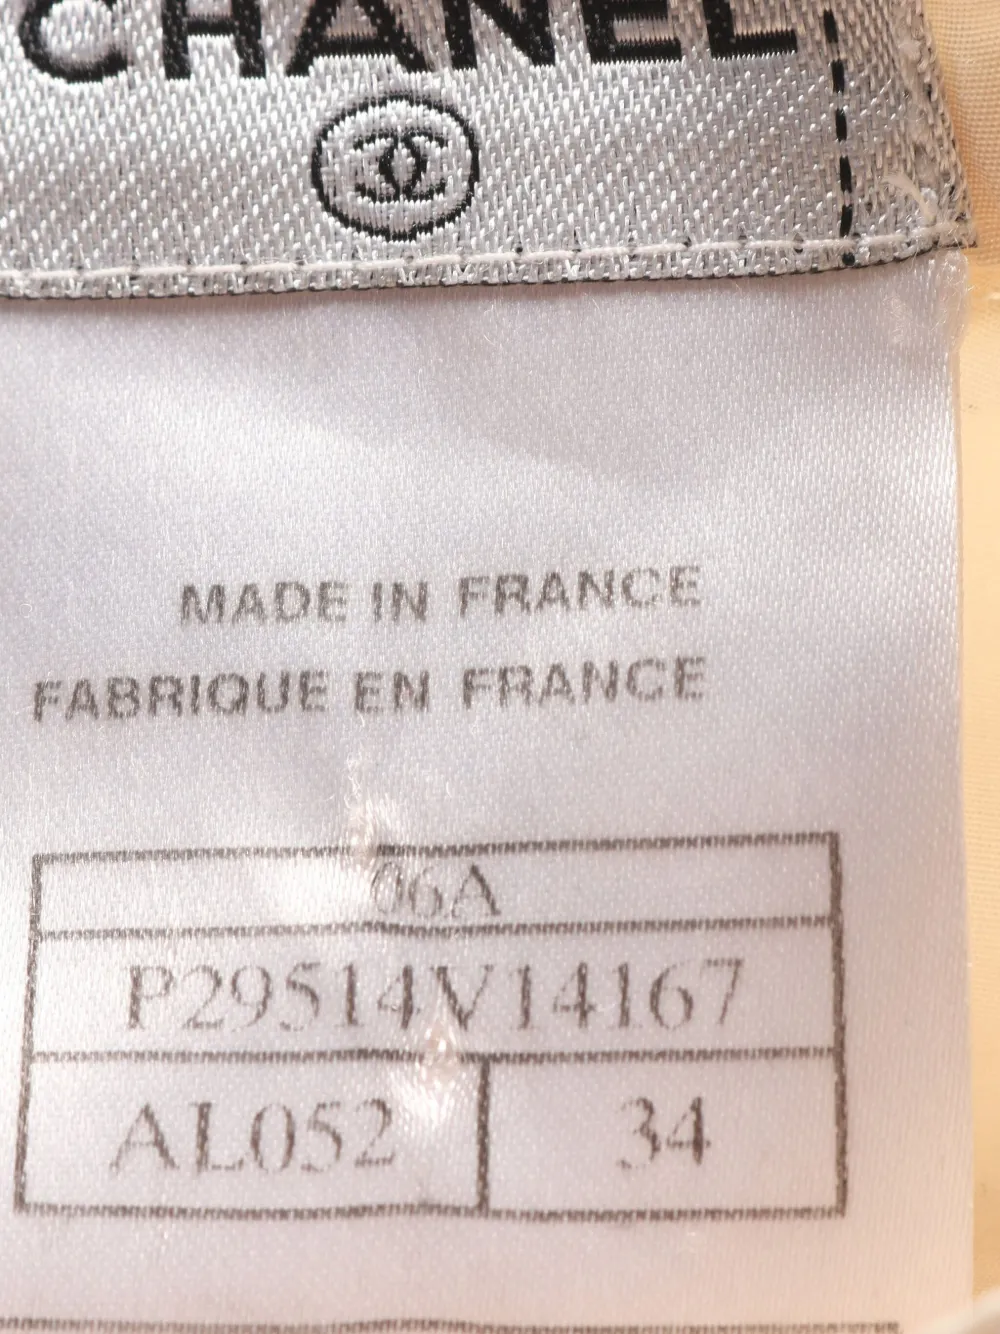 CHANEL
MADE IN FRANCE
FABRIQUE EN FRANCE
06A
P29514V14167
AL052 34